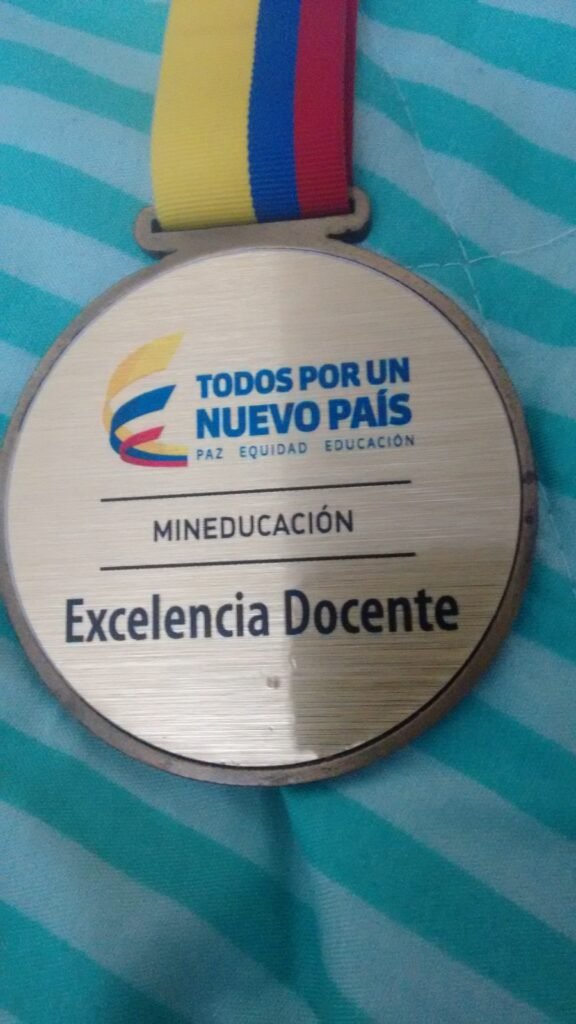 TODOS POR UN
NUEVO PAÍS
PAZ EQUIDAD EDUCACIÓN
MINEDUCACIÓN
Excelencia Docente